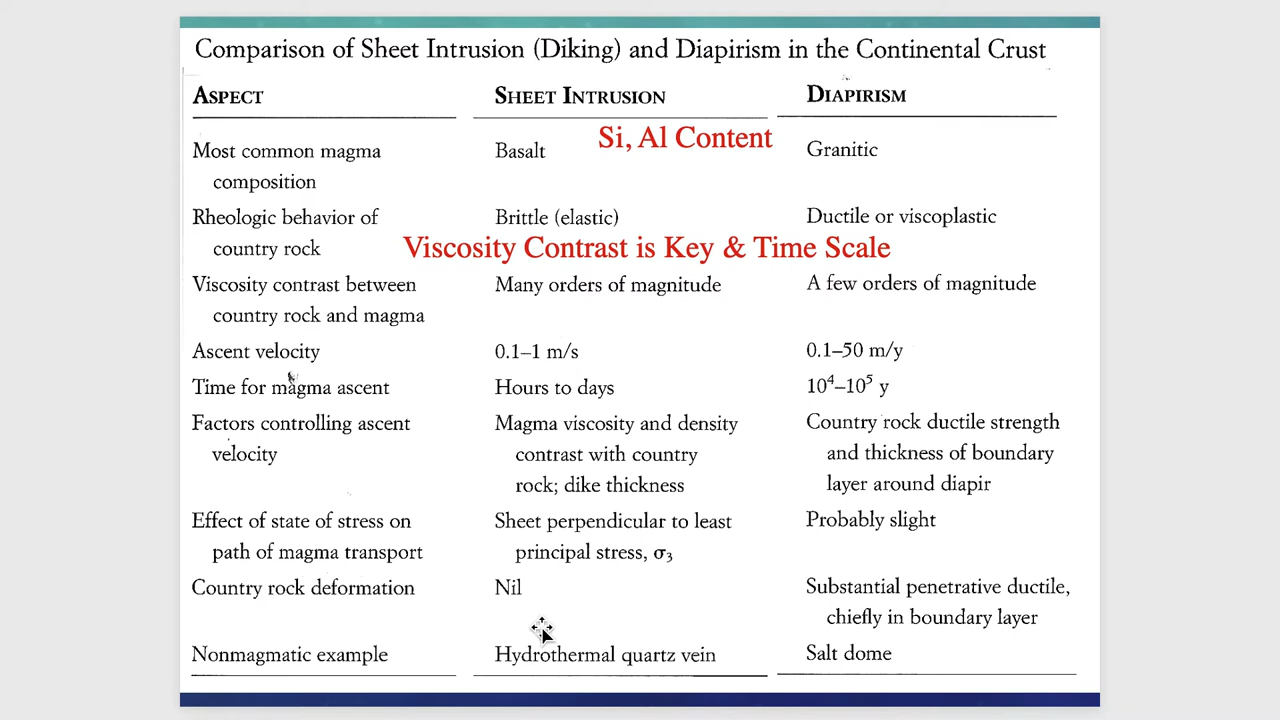 Comparison of Sheet Intrusion (Diking) and Diapirism in the Continental Crust
ASPECT SHEET INTRUSION DIAPIRISM
Si, Al Content
Most common magma Basalt Granitic
composition
Rheologic behavior of Brittle (elastic) Ductile or viscoplastic
country rock
Viscosity Contrast is Key & Time Scale
Viscosity contrast between Many orders of magnitude A few orders of magnitude
country rock and magma
Ascent velocity 0.1–1 m/s 0.1–50 m/y
Time for magma ascent Hours to days 10⁴–10⁵ y
Factors controlling ascent Magma viscosity and density Country rock ductile strength
velocity contrast with country and thickness of boundary
rock; dike thickness layer around diapir
Effect of state of stress on Sheet perpendicular to least Probably slight
path of magma transport principal stress, σ₃
Country rock deformation Nil Substantial penetrative ductile,
chiefly in boundary layer
Nonmagmatic example Hydrothermal quartz vein Salt dome